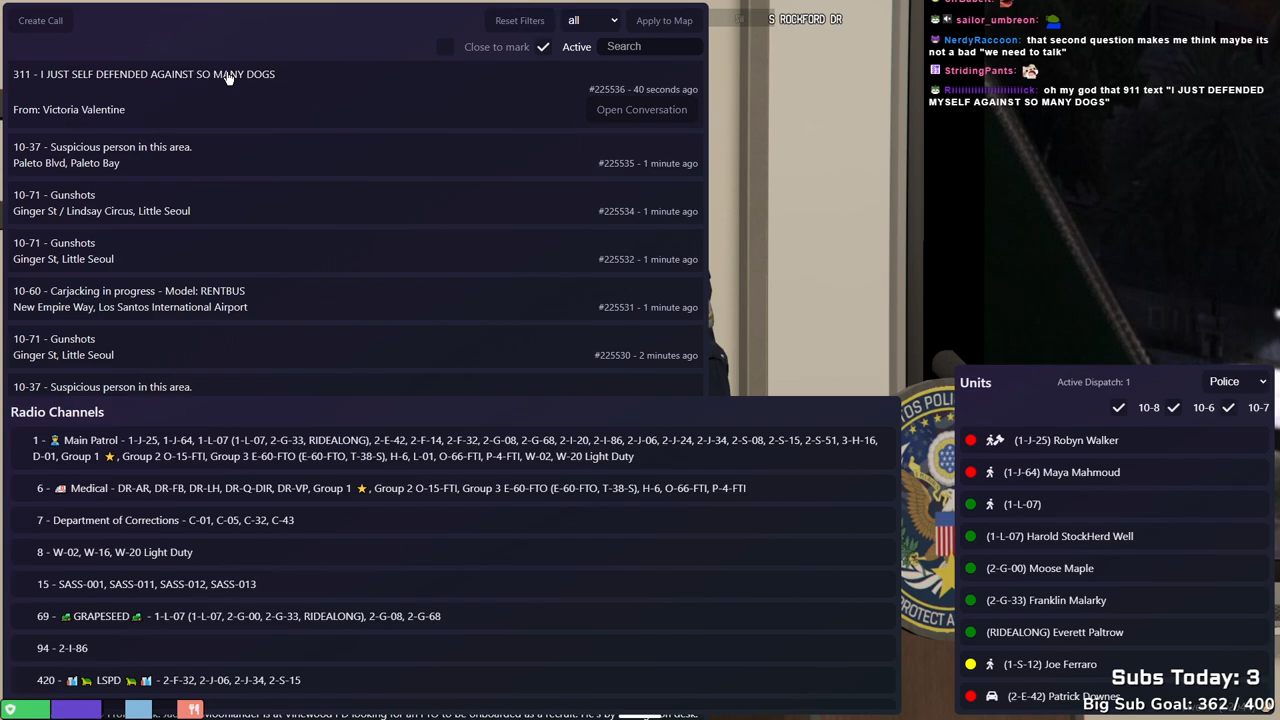 Create Call
Reset Filters
all
Apply to Map
Close to mark
Active
Search
311 - I JUST SELF DEFENDED AGAINST SO MANY DOGS
#225536 - 40 seconds ago
From: Victoria Valentine
Open Conversation
10-37 - Suspicious person in this area.
Paleto Blvd, Paleto Bay
#225535 - 1 minute ago
10-71 - Gunshots
Ginger St / Lindsay Circus, Little Seoul
#225534 - 1 minute ago
10-71 - Gunshots
Ginger St, Little Seoul
#225532 - 1 minute ago
10-60 - Carjacking in progress - Model: RENTBUS
New Empire Way, Los Santos International Airport
#225531 - 1 minute ago
10-71 - Gunshots
Ginger St, Little Seoul
#225530 - 2 minutes ago
10-37 - Suspicious person in this area.
Radio Channels
1 - Main Patrol - 1-J-25, 1-J-64, 1-L-07 (1-L-07, 2-G-33, RIDEALONG), 2-E-42, 2-F-14, 2-F-32, 2-G-08, 2-G-68, 2-I-20, 2-I-86, 2-J-06, 2-J-24, 2-J-34, 2-S-08, 2-S-15, 2-S-51, 3-H-16,
D-01, Group 1 ⭐, Group 2 O-15-FTI, Group 3 E-60-FTO (E-60-FTO, T-38-S), H-6, L-01, O-66-FTI, P-4-FTI, W-02, W-20 Light Duty
6 - Medical - DR-AR, DR-FB, DR-LH, DR-Q-DIR, DR-VP, Group 1 ⭐, Group 2 O-15-FTI, Group 3 E-60-FTO (E-60-FTO, T-38-S), H-6, O-66-FTI, P-4-FTI
7 - Department of Corrections - C-01, C-05, C-32, C-43
8 - W-02, W-16, W-20 Light Duty
15 - SASS-001, SASS-011, SASS-012, SASS-013
69 - GRAPESEED - 1-L-07 (1-L-07, 2-G-00, 2-G-33, RIDEALONG), 2-G-08, 2-G-68
94 - 2-I-86
420 - LSPD - 2-F-32, 2-J-06, 2-J-34, 2-S-15
S ROCKFORD DR
sailor_umbreon:
NerdyRaccoon: that second question makes me think maybe its
not a bad "we need to talk"
StridingPants:
oh my god that 911 text "I JUST DEFENDED
MYSELF AGAINST SO MANY DOGS"
Units
Active Dispatch: 1
Police
10-8
10-6
10-7
(1-J-25) Robyn Walker
(1-J-64) Maya Mahmoud
(1-L-07)
(1-L-07) Harold StockHerd Well
(2-G-00) Moose Maple
(2-G-33) Franklin Malarky
(RIDEALONG) Everett Paltrow
(1-S-12) Joe Ferraro
(2-E-42) Patrick Downes
Subs Today: 3
Big Sub Goal: 362 / 400